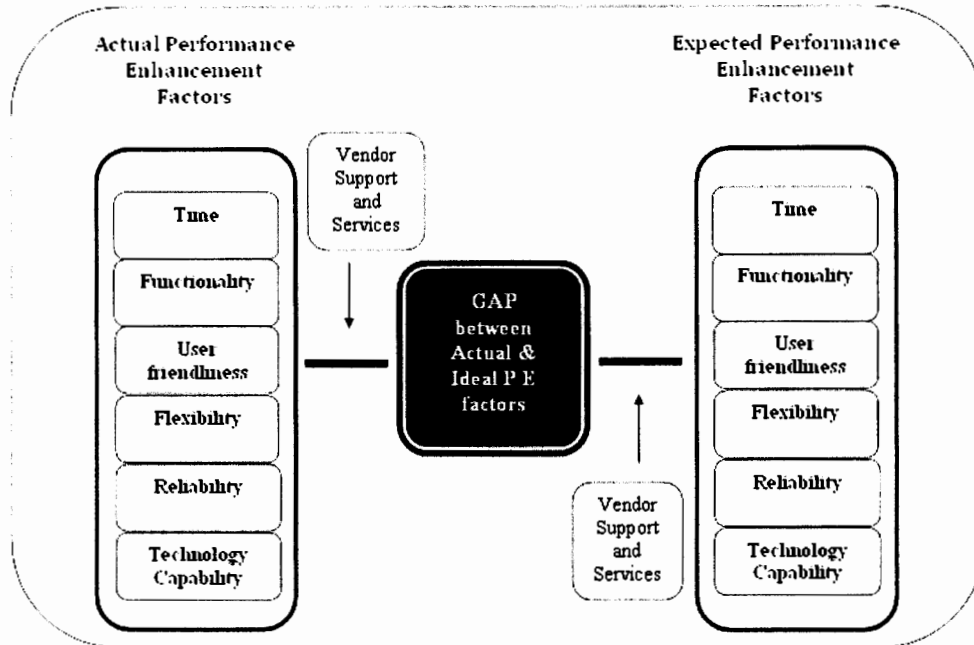 Actual Performance
Enhancement
Factors
Expected Performance
Enhancement
Factors
Vendor
Support
and
Services
Time
Functionality
User
friendliness
Flexibility
Reliability
Technology
Capability
GAP
between
Actual &
Ideal P E
factors
Vendor
Support
and
Services
Time
Functionality
User
friendliness
Flexibility
Reliability
Technology
Capability